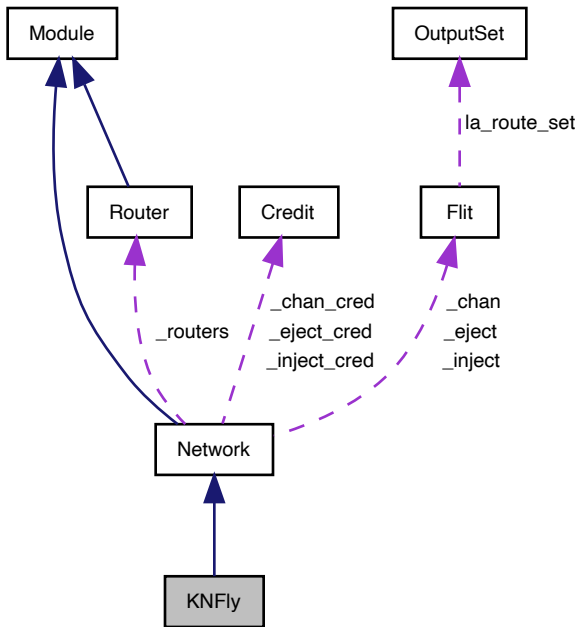 Module
OutputSet
la_route_set
Router
Credit
Flit
_routers
_chan_cred
_eject_cred
_inject_cred
_chan
_eject
_inject
Network
KNFly